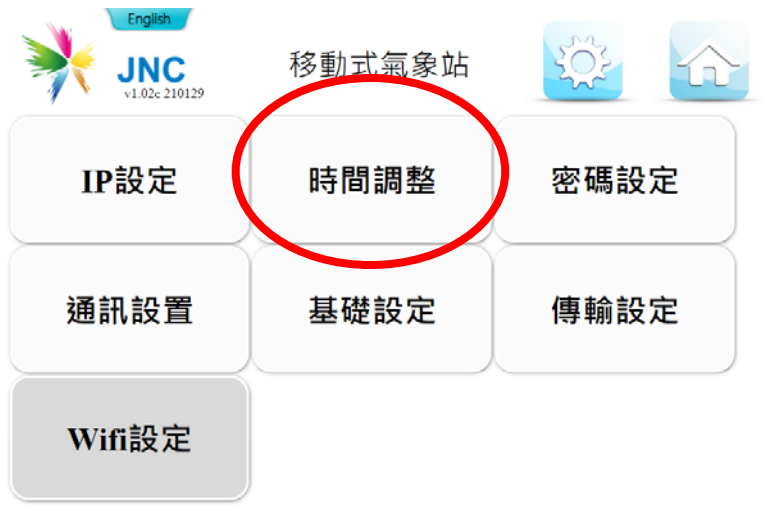 English
JNC
v1.02c 210129
移動式氣象站
IP設定
時間調整
密碼設定
通訊設置
基礎設定
傳輸設定
Wifi設定